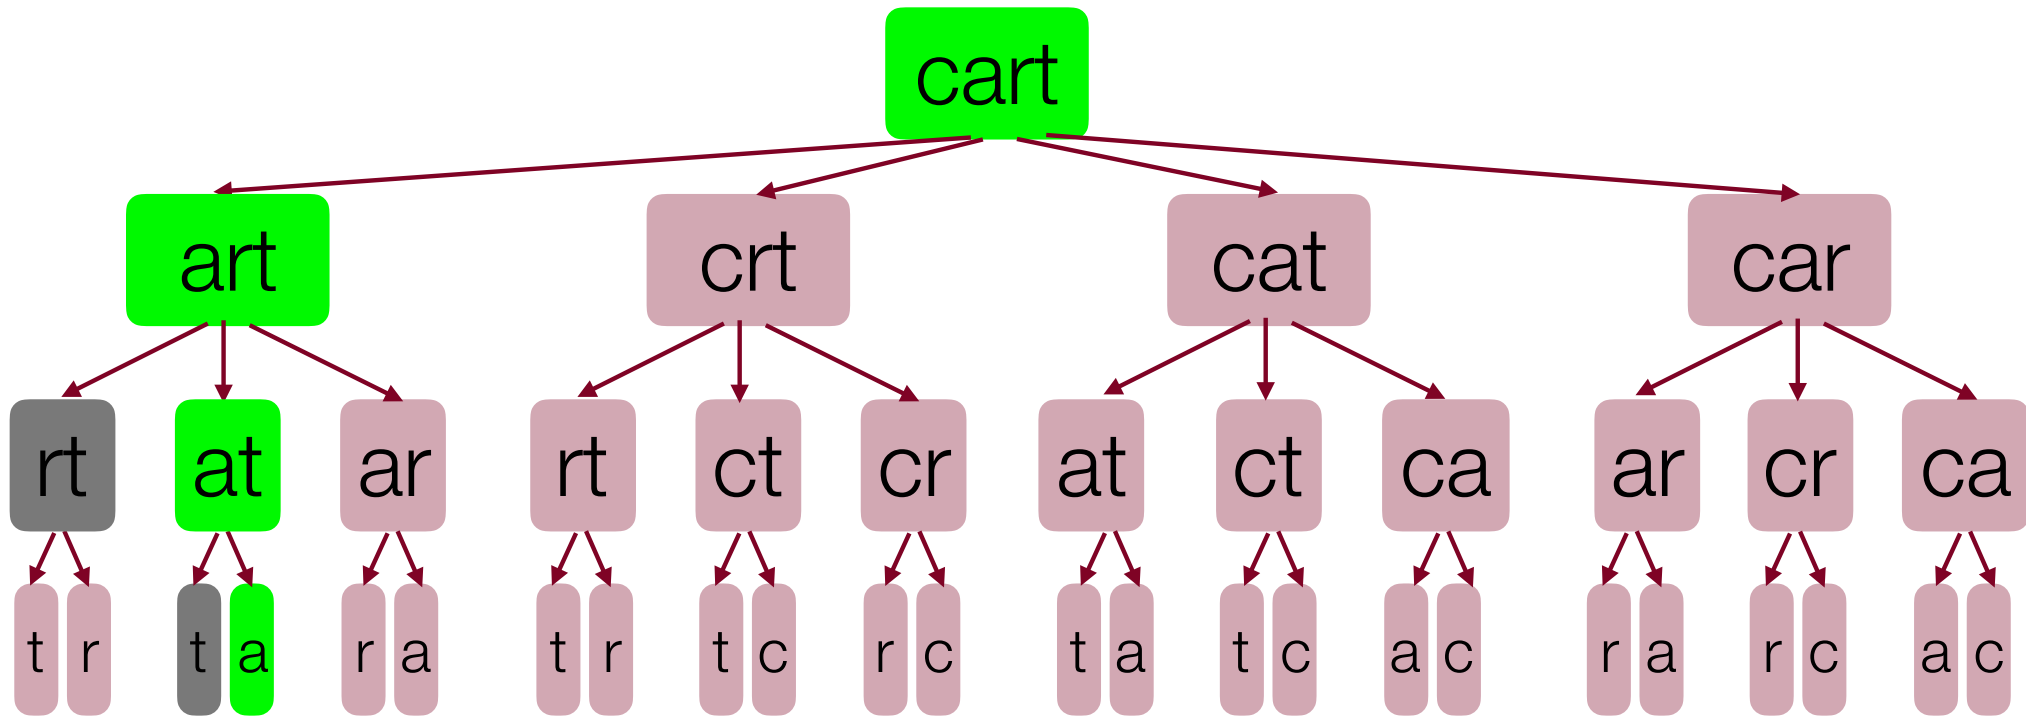 cart
art crt cat car
rt at ar rt ct cr at ct ca ar cr ca
t r t a r a t r t c r c t a t c a c r a r c a c